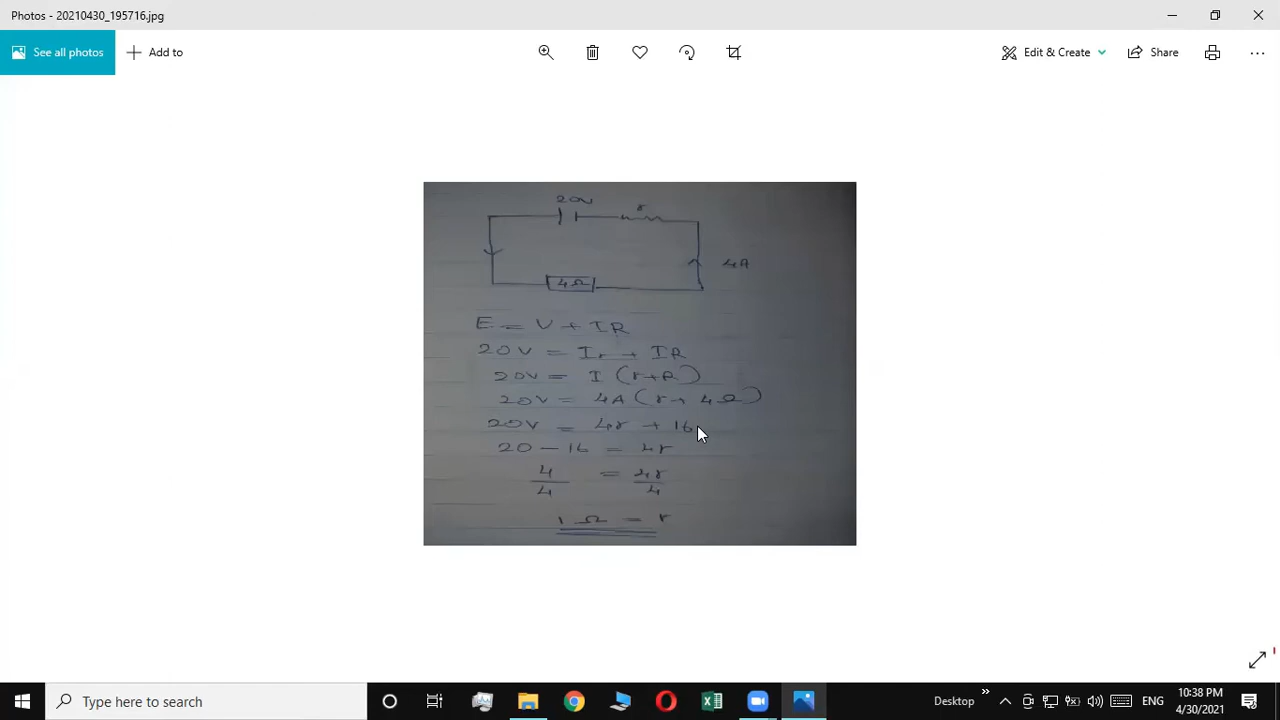 Photos - 20210430_195716.jpg
See all photos
Add to
Edit & Create
Share
20V
r
4A
4Ω
E = V + IR
20V = Ir + IR
20V = I (r+R)
20V = 4A (r + 4Ω)
20V = 4r + 16
20 - 16 = 4r
4/4 = 4r/4
1 Ω = r
Type here to search
Desktop
ENG
10:38 PM
4/30/2021